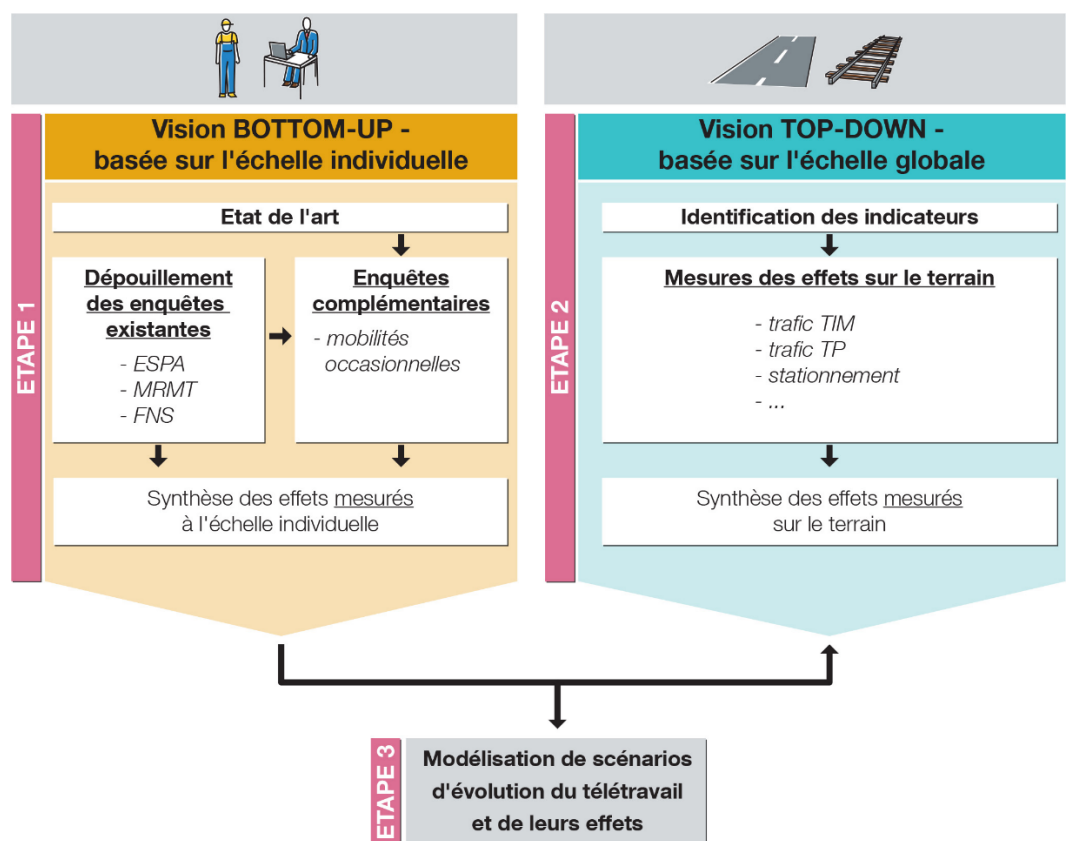 ETAPE 1
Vision BOTTOM-UP -
basée sur l'échelle individuelle
Etat de l'art
Dépouillement
des enquêtes
existantes
- ESPA
- MRMT
- FNS
Enquêtes
complémentaires
- mobilités
occasionnelles
Synthèse des effets mesurés
à l'échelle individuelle
ETAPE 2
Vision TOP-DOWN -
basée sur l'échelle globale
Identification des indicateurs
Mesures des effets sur le terrain
- trafic TIM
- trafic TP
- stationnement
- ...
Synthèse des effets mesurés
sur le terrain
ETAPE 3
Modélisation de scénarios
d'évolution du télétravail
et de leurs effets